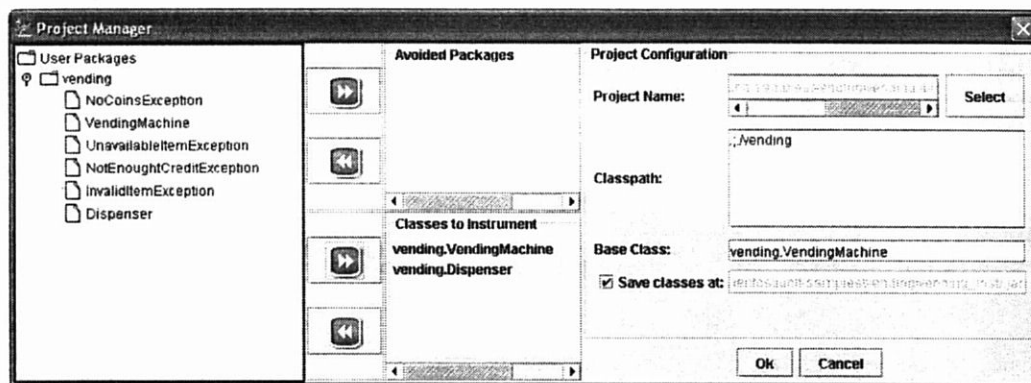 Project Manager
User Packages
vending
NoCoinsException
VendingMachine
UnavailableItemException
NotEnoughtCreditException
InvalidItemException
Dispenser
Avoided Packages
Classes to Instrument
vending.VendingMachine
vending.Dispenser
Project Configuration
Project Name:
Select
Classpath:
.;./vending
Base Class:
vending.VendingMachine
Save classes at:
Ok
Cancel